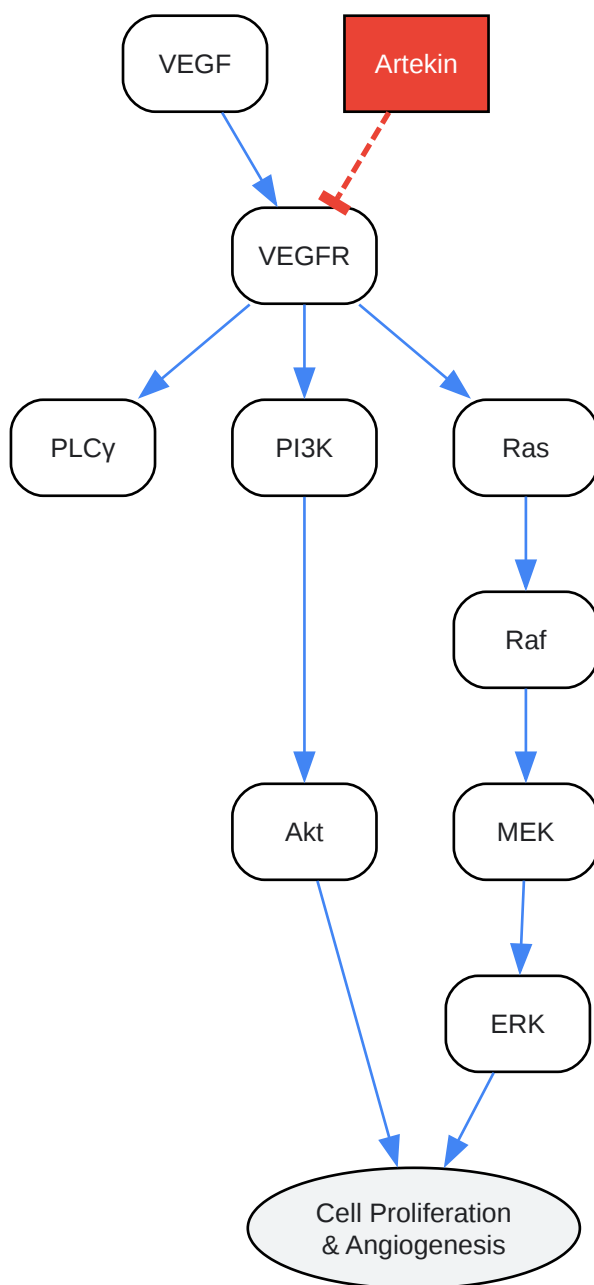 VEGF
Artekin
VEGFR
PLCγ
PI3K
Ras
Raf
Akt
MEK
ERK
Cell Proliferation
& Angiogenesis